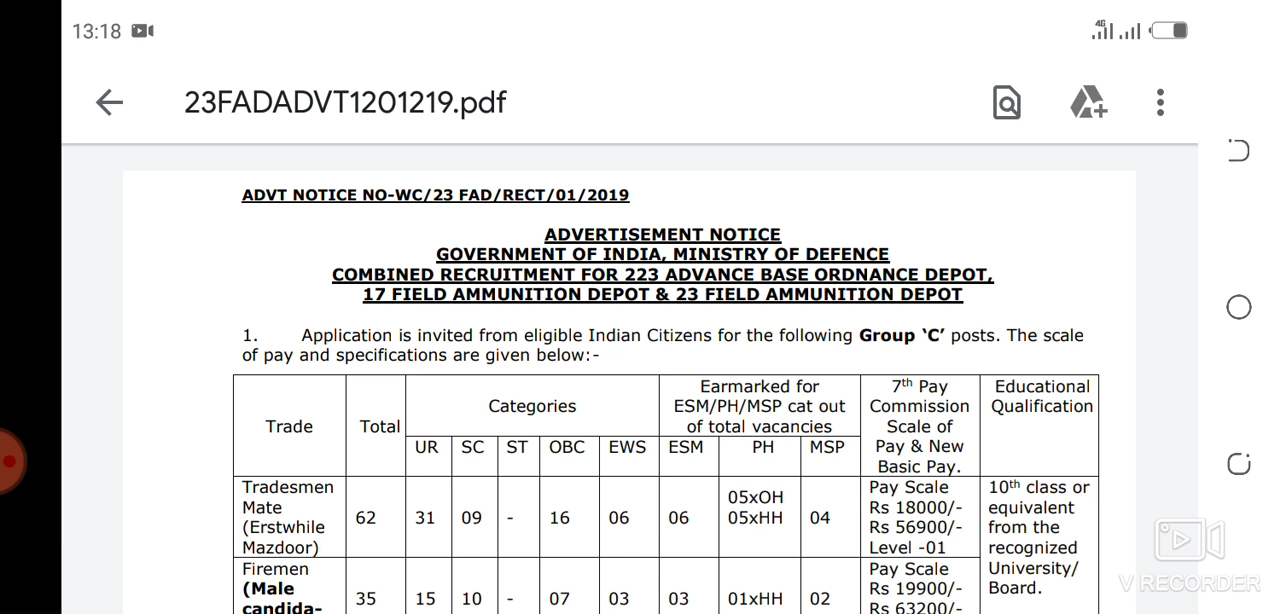 13:18
4G
23FADADVT1201219.pdf
ADVT NOTICE NO-WC/23 FAD/RECT/01/2019
ADVERTISEMENT NOTICE
GOVERNMENT OF INDIA, MINISTRY OF DEFENCE
COMBINED RECRUITMENT FOR 223 ADVANCE BASE ORDNANCE DEPOT,
17 FIELD AMMUNITION DEPOT & 23 FIELD AMMUNITION DEPOT
1. Application is invited from eligible Indian Citizens for the following Group ‘C’ posts. The scale
of pay and specifications are given below:-
Trade Total Categories Earmarked for ESM/PH/MSP cat out of total vacancies 7th Pay Commission Scale of Pay & New Basic Pay. Educational Qualification
UR SC ST OBC EWS ESM PH MSP
Tradesmen Mate (Erstwhile Mazdoor) 62 31 09 - 16 06 06 05xOH 05xHH 04 Pay Scale Rs 18000/- Rs 56900/- Level -01 10th class or equivalent from the recognized University/ Board.
Firemen (Male candida- 35 15 10 - 07 03 03 01xHH 02 Pay Scale Rs 19900/- Rs 63200/-
V RECORDER